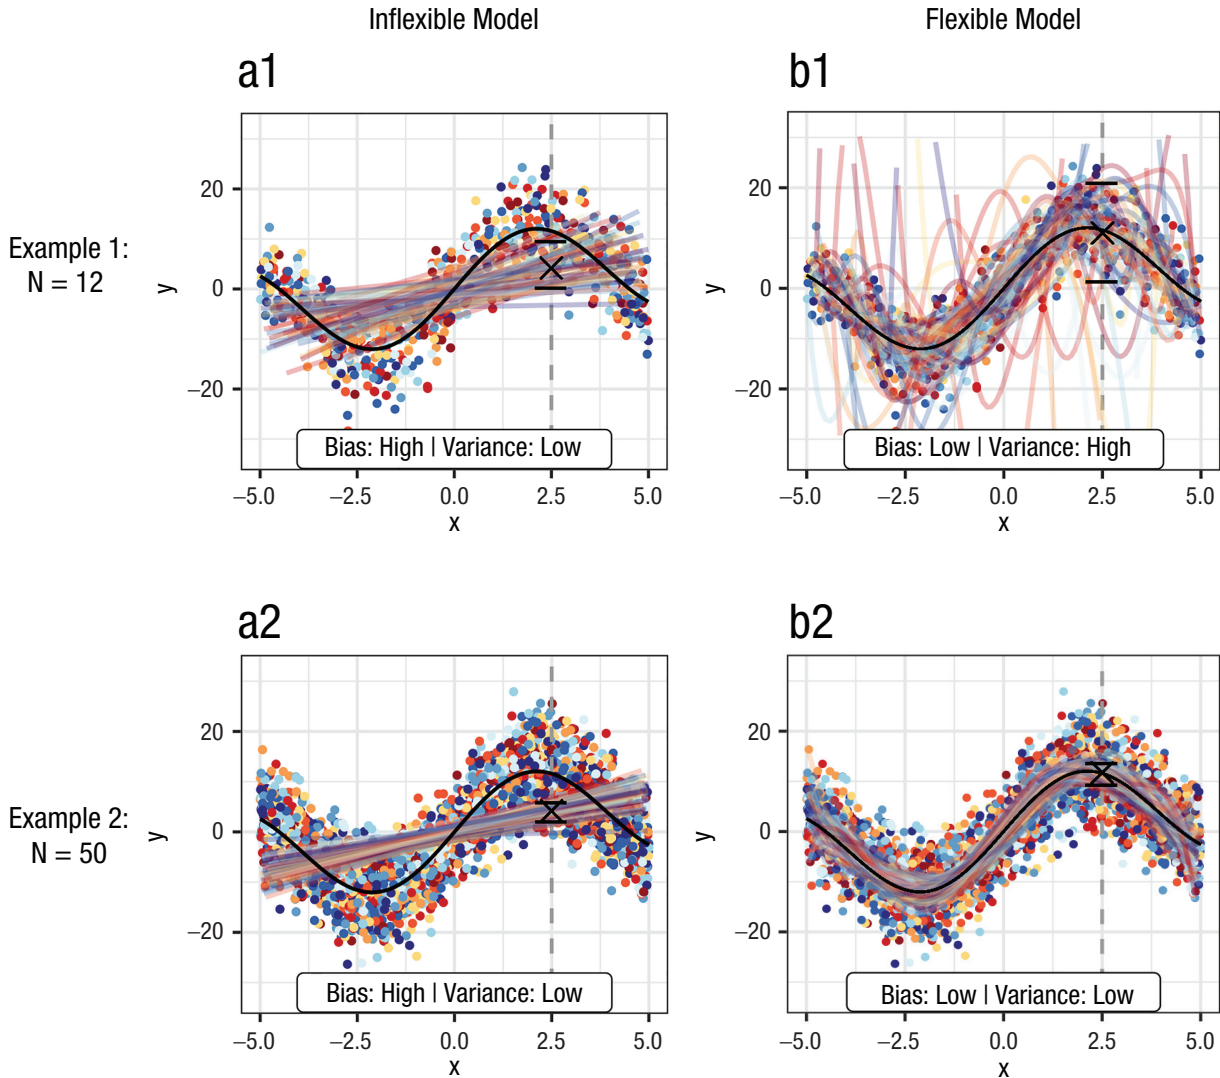 Inflexible Model
Flexible Model
a1
b1
Example 1:
N = 12
y
20
0
−20
Bias: High | Variance: Low
−5.0
−2.5
0.0
2.5
5.0
x
y
20
0
−20
Bias: Low | Variance: High
−5.0
−2.5
0.0
2.5
5.0
x
a2
b2
Example 2:
N = 50
y
20
0
−20
Bias: High | Variance: Low
−5.0
−2.5
0.0
2.5
5.0
x
y
20
0
−20
Bias: Low | Variance: Low
−5.0
−2.5
0.0
2.5
5.0
x